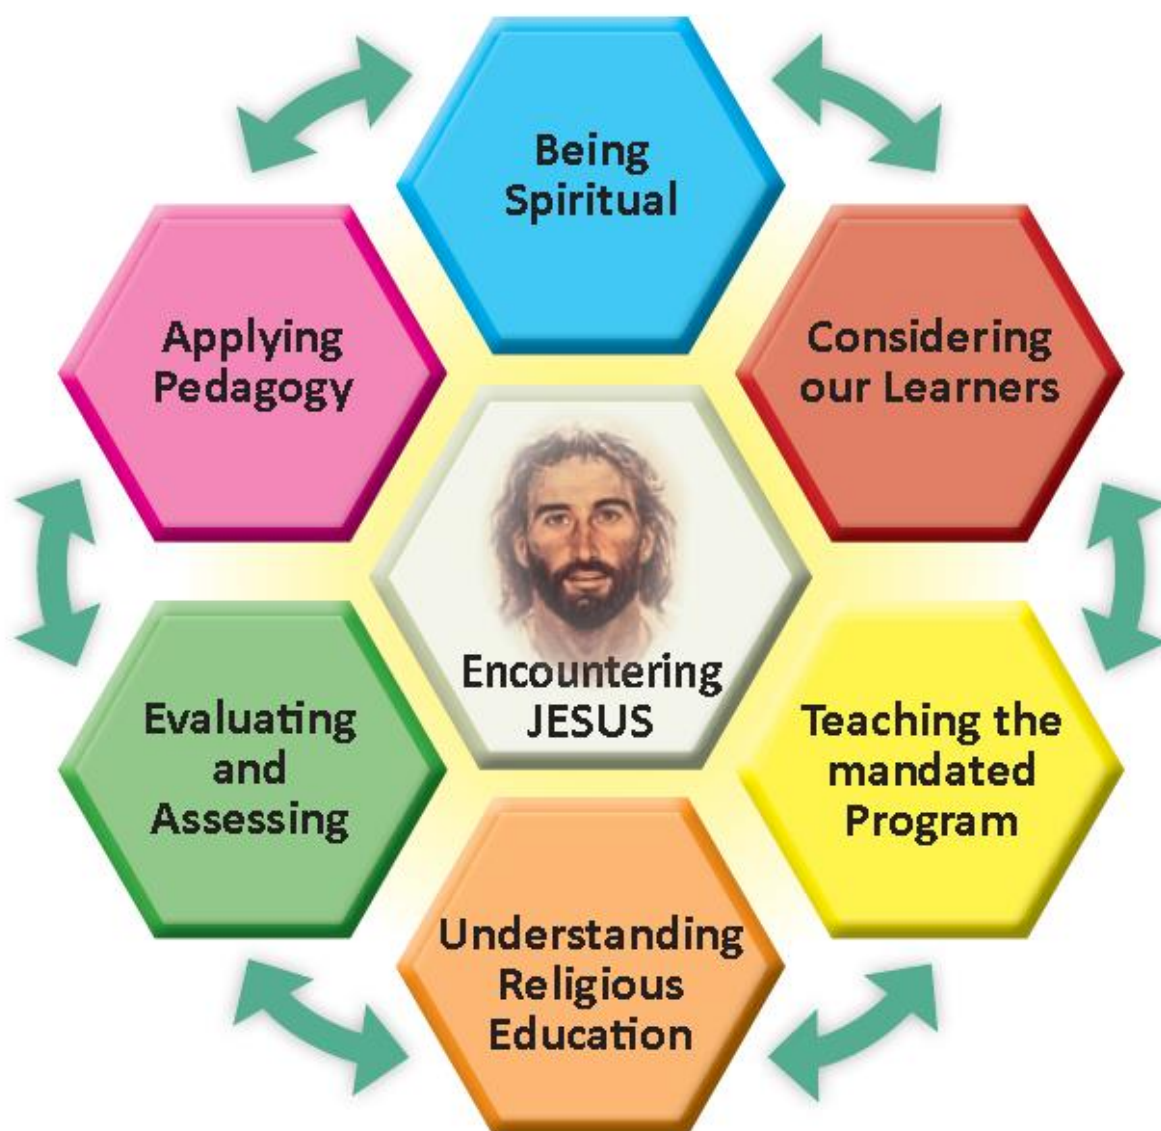 Being
Spiritual
Applying
Pedagogy
Considering
our Learners
Encountering
JESUS
Evaluating
and
Assessing
Teaching the
mandated
Program
Understanding
Religious
Education